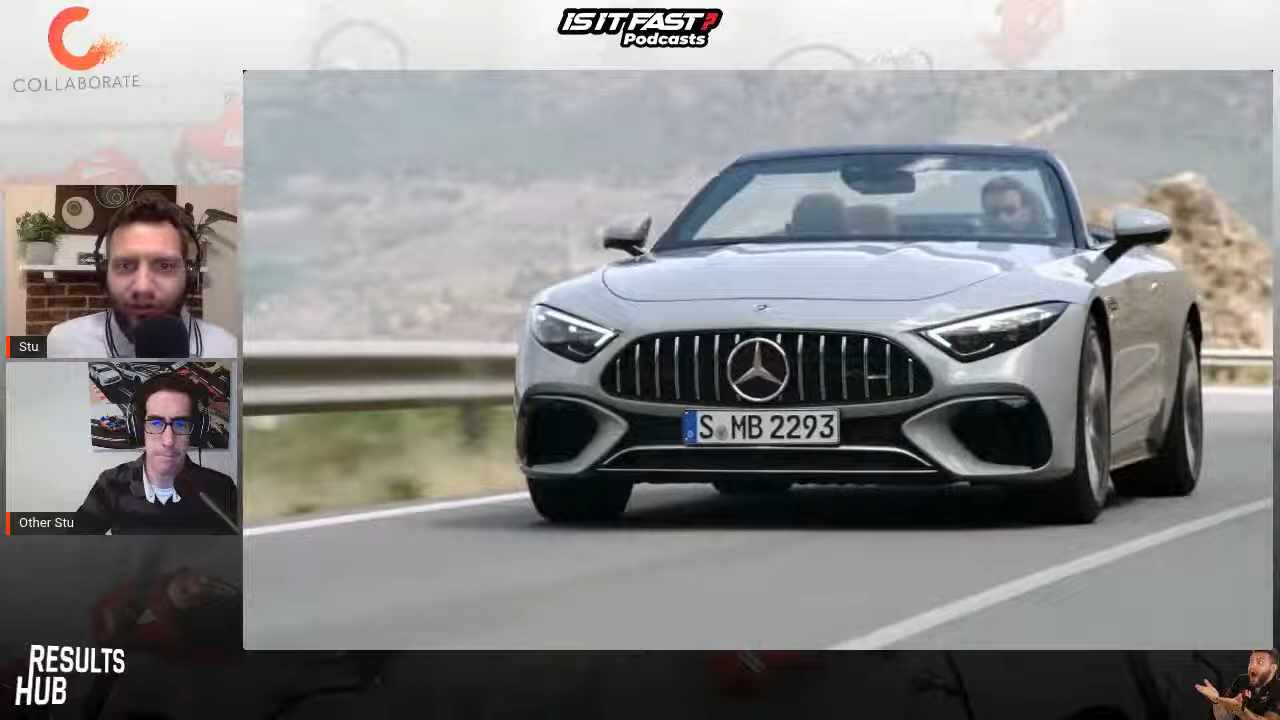 IS IT FAST?
Podcasts
COLLABORATE
Stu
S MB 2293
Other Stu
RESULTS
HUB